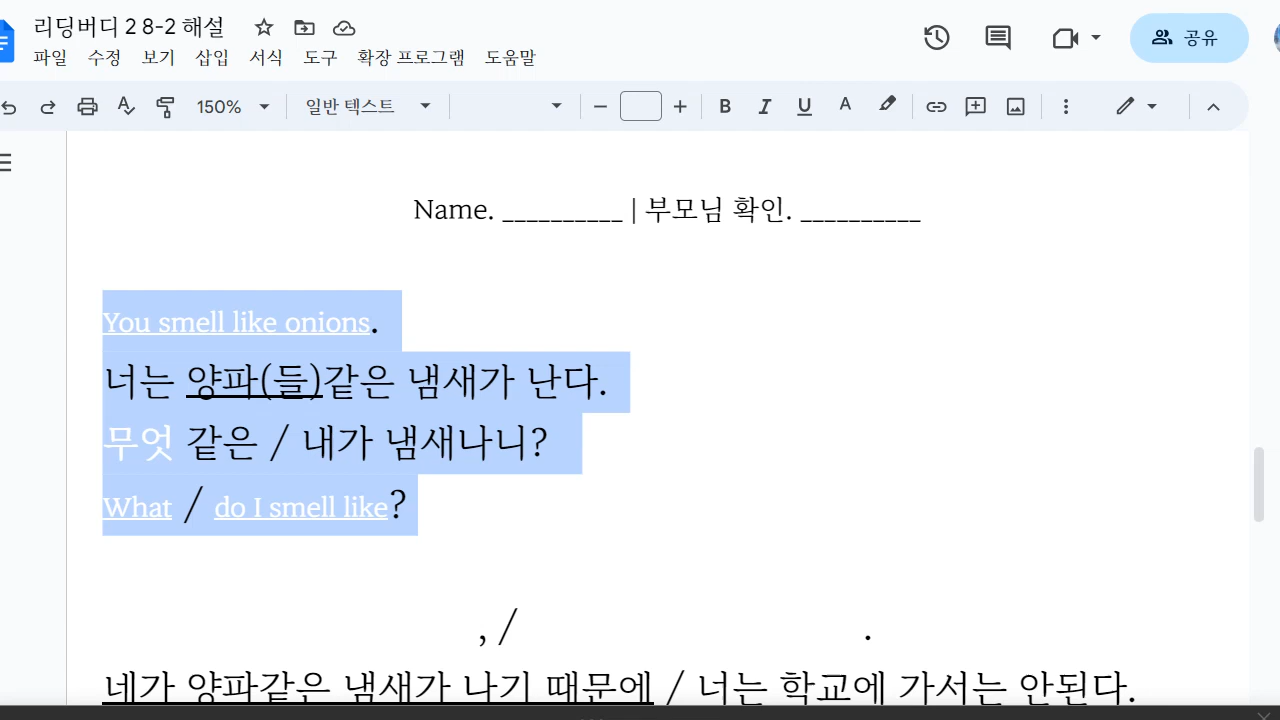 리딩버디 2 8-2 해설
파일 수정 보기 삽입 서식 도구 확장 프로그램 도움말
공유
150% 일반 텍스트 B I U A
Name. __________ | 부모님 확인. __________
You smell like onions.
너는 양파(들)같은 냄새가 난다.
무엇 같은 / 내가 냄새나니?
What / do I smell like?
, / .
네가 양파같은 냄새가 나기 때문에 / 너는 학교에 가서는 안된다.